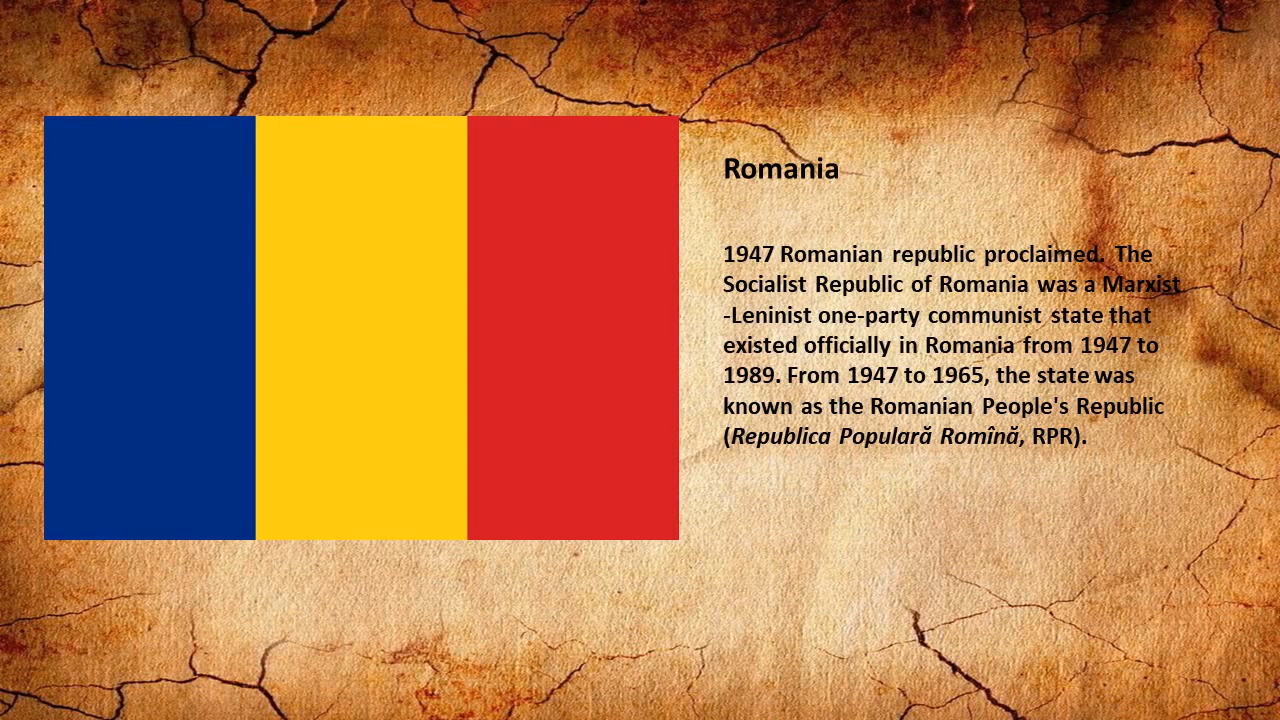 Romania
1947 Romanian republic proclaimed. The
Socialist Republic of Romania was a Marxist
-Leninist one-party communist state that
existed officially in Romania from 1947 to
1989. From 1947 to 1965, the state was
known as the Romanian People's Republic
(Republica Populară Romînă, RPR).